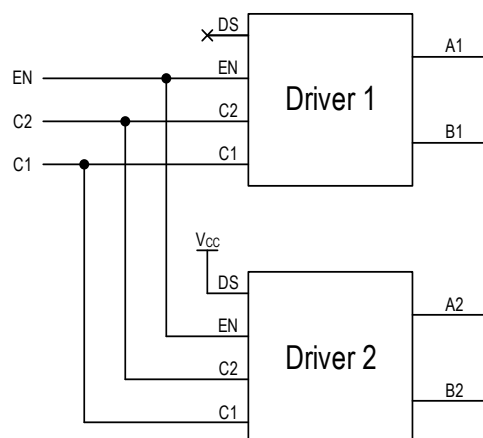 DS
A1
EN
EN
Driver 1
C2
C2
B1
C1
C1
Vcc
DS
A2
EN
Driver 2
C2
B2
C1